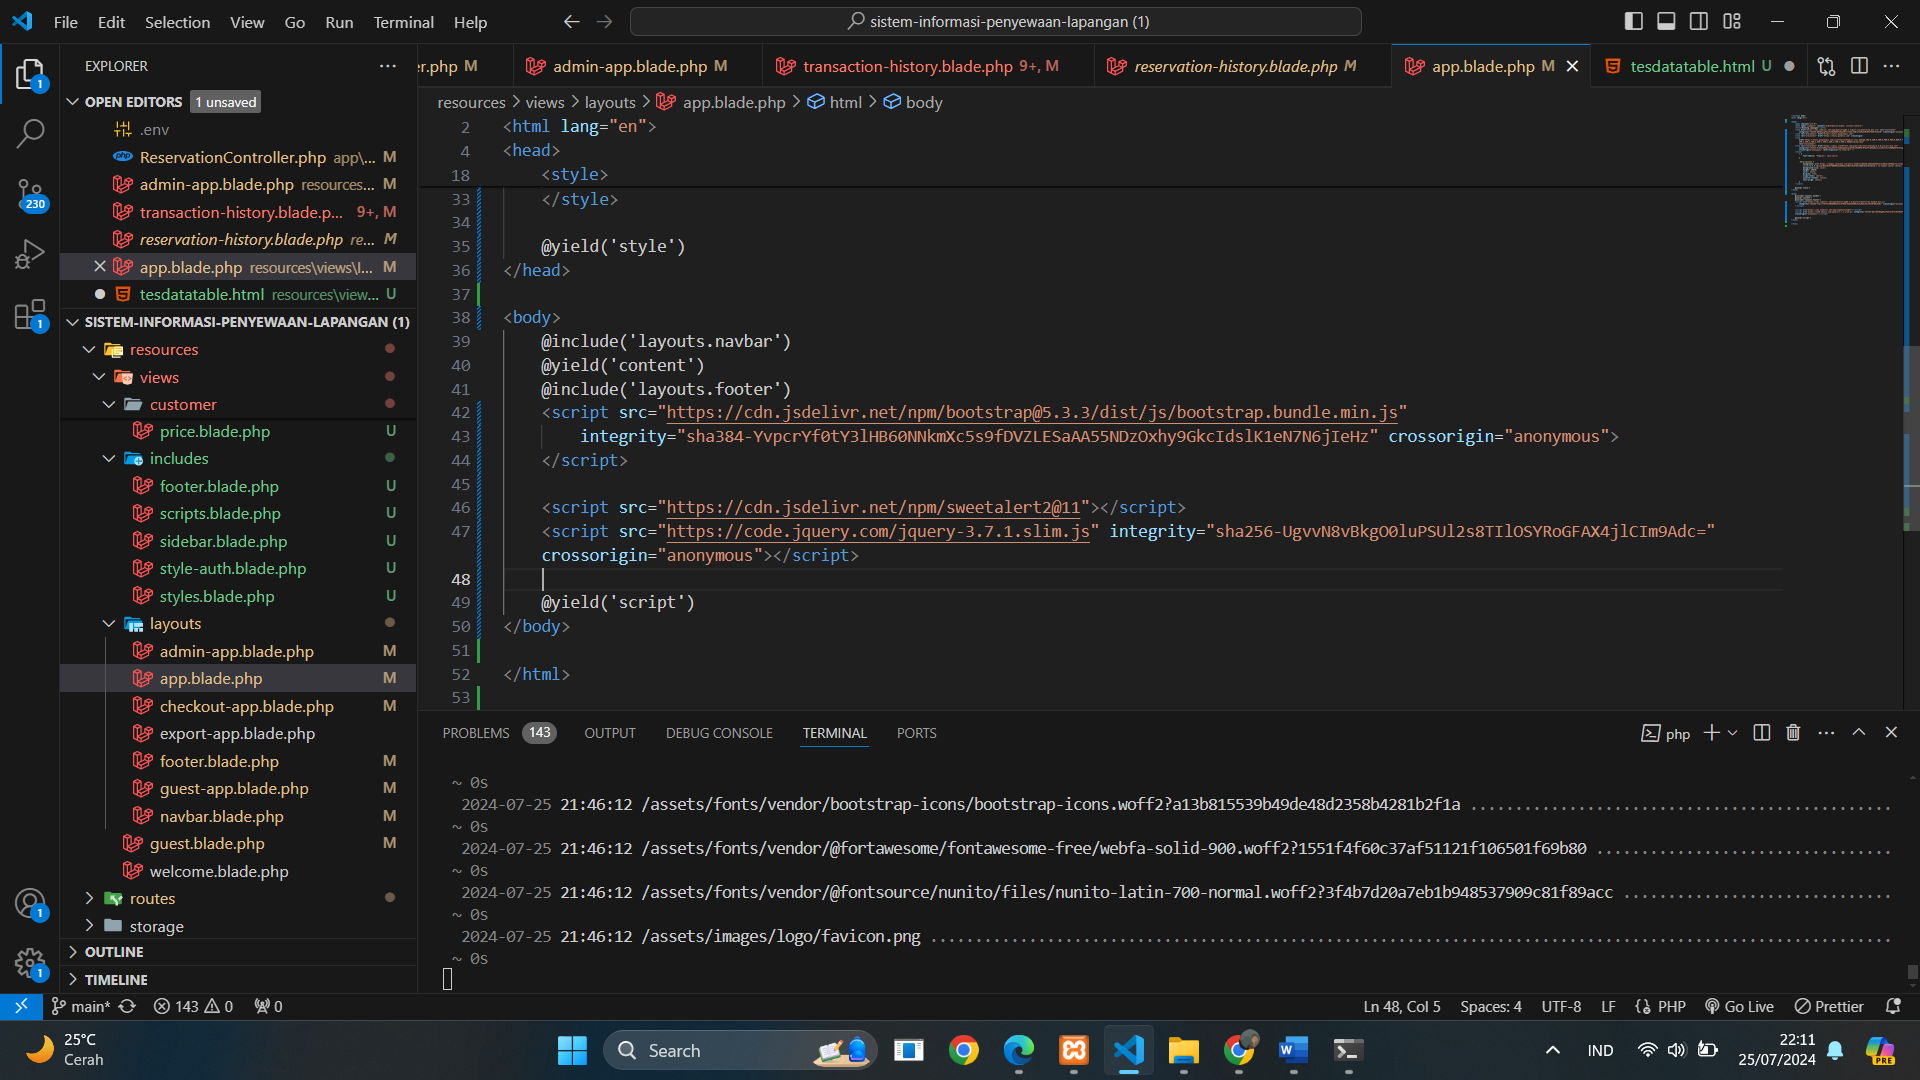 File Edit Selection View Go Run Terminal Help
sistem-informasi-penyewaan-lapangan (1)
EXPLORER
er.php M
admin-app.blade.php M
transaction-history.blade.php 9+, M
reservation-history.blade.php M
app.blade.php M
tesdatatable.html U
OPEN EDITORS 1 unsaved
.env
ReservationController.php app\... M
admin-app.blade.php resources... M
transaction-history.blade.p... 9+, M
reservation-history.blade.php re... M
app.blade.php resources\views\l... M
tesdatatable.html resources\view... U
SISTEM-INFORMASI-PENYEWAAN-LAPANGAN (1)
resources
views
customer
price.blade.php U
includes
footer.blade.php U
scripts.blade.php U
sidebar.blade.php U
style-auth.blade.php U
styles.blade.php U
layouts
admin-app.blade.php M
app.blade.php M
checkout-app.blade.php M
export-app.blade.php
footer.blade.php M
guest-app.blade.php M
navbar.blade.php M
guest.blade.php M
welcome.blade.php
routes
storage
OUTLINE
TIMELINE
1
230
1
1
1
resources > views > layouts > app.blade.php > html > body
2 <html lang="en">
4 <head>
18 <style>
33 </style>
34
35 @yield('style')
36 </head>
37
38 <body>
39 @include('layouts.navbar')
40 @yield('content')
41 @include('layouts.footer')
42 <script src="https://cdn.jsdelivr.net/npm/bootstrap@5.3.3/dist/js/bootstrap.bundle.min.js"
43 integrity="sha384-YvpcrYf0tY3lHB60NNkmXc5s9fDVZLESaAA55NDzOxhy9GkcIdslK1eN7N6jIeHz" crossorigin="anonymous">
44 </script>
45
46 <script src="https://cdn.jsdelivr.net/npm/sweetalert2@11"></script>
47 <script src="https://code.jquery.com/jquery-3.7.1.slim.js" integrity="sha256-UgvvN8vBkgO0luPSUl2s8TIlOSYRoGFAX4jlCIm9Adc="
crossorigin="anonymous"></script>
48
49 @yield('script')
50 </body>
51
52 </html>
53
PROBLEMS 143 OUTPUT DEBUG CONSOLE TERMINAL PORTS
php
~ 0s
2024-07-25 21:46:12 /assets/fonts/vendor/bootstrap-icons/bootstrap-icons.woff2?a13b815539b49de48d2358b4281b2f1a ..............................................
~ 0s
2024-07-25 21:46:12 /assets/fonts/vendor/@fortawesome/fontawesome-free/webfa-solid-900.woff2?1551f4f60c37af51121f106501f69b80 ................................
~ 0s
2024-07-25 21:46:12 /assets/fonts/vendor/@fontsource/nunito/files/nunito-latin-700-normal.woff2?3f4b7d20a7eb1b948537909c81f89acc .............................
~ 0s
2024-07-25 21:46:12 /assets/images/logo/favicon.png ..........................................................................................................
~ 0s
main* 143 0 0
Ln 48, Col 5 Spaces: 4 UTF-8 LF PHP Go Live Prettier
25°C
Cerah
Search
IND
22:11
25/07/2024
PRE